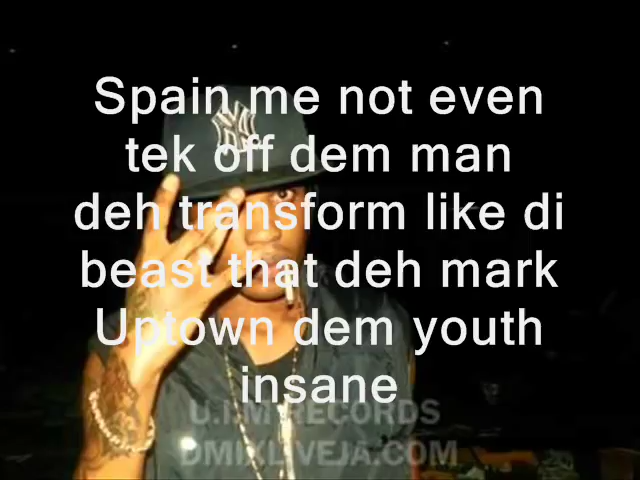 Spain me not even
tek off dem man
deh transform like di
beast that deh mark
Uptown dem youth
insane
U.I.M RECORDS
DMIXLIVEJA.COM
NY